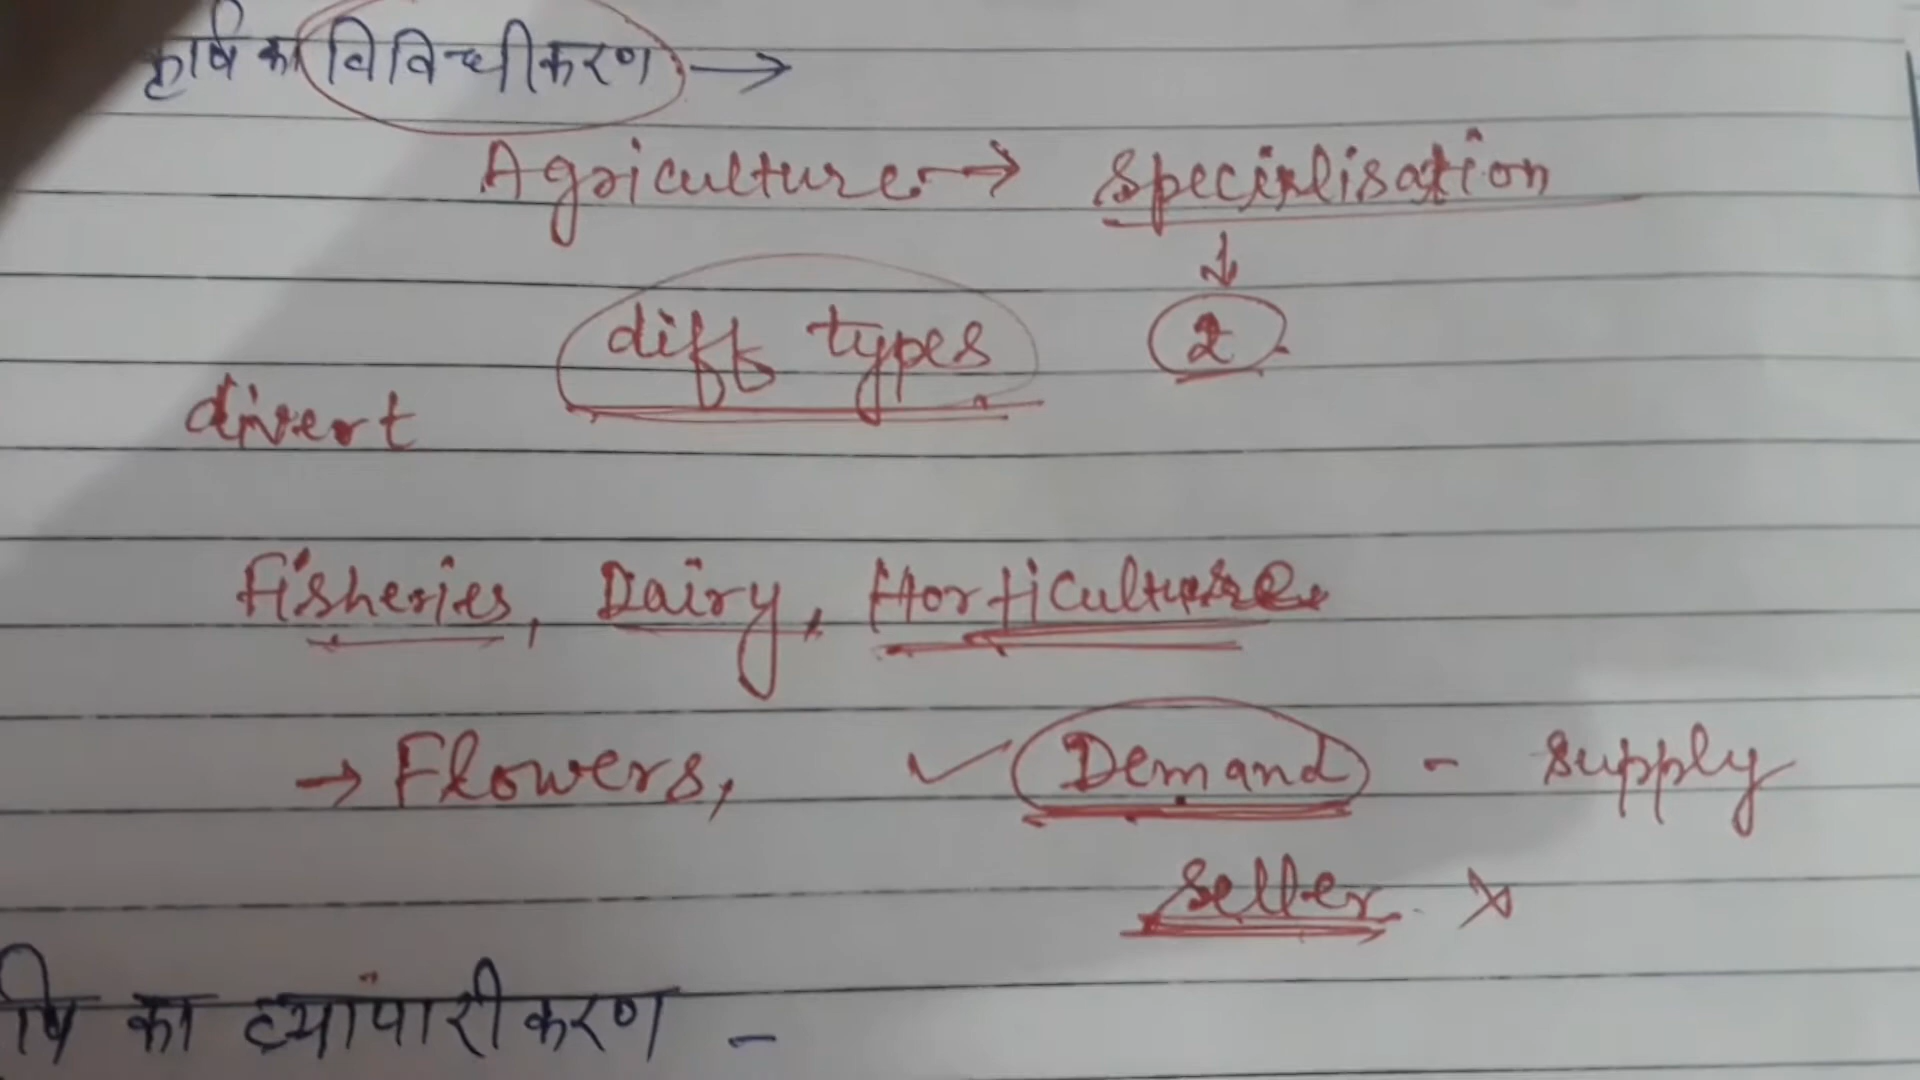 कृषि का विविधीकरण →
Agriculture → Specialisation
↓
diff types 2
divert
Fisheries, Dairy, Horticulture
→ Flowers, ✓ Demand - supply
Seller ×
षि का व्यापारीकरण -